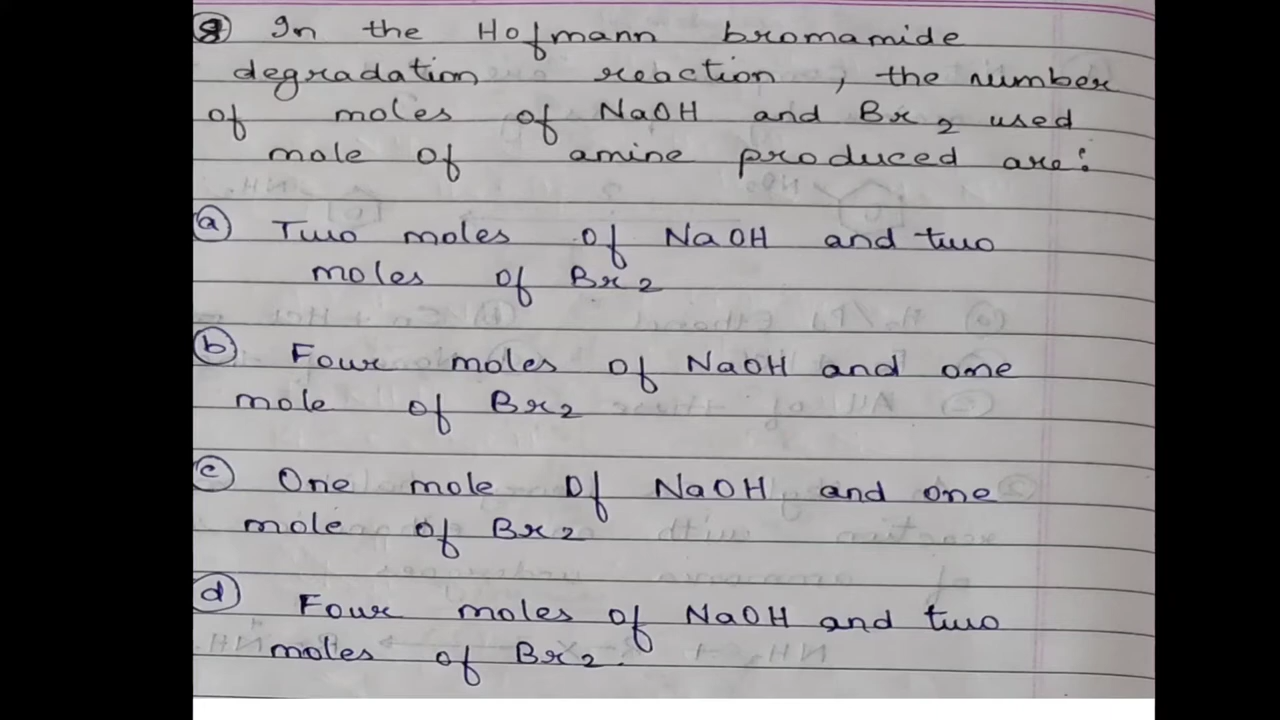 9 In the Hofmann bromamide
degradation reaction, the number
of moles of NaOH and Br2 used
mole of amine produced are:
a Two moles of NaOH and two
moles of Br2
b Four moles of NaOH and one
mole of Br2
c One mole of NaOH and one
mole of Br2
d Four moles of NaOH and two
moles of Br2.